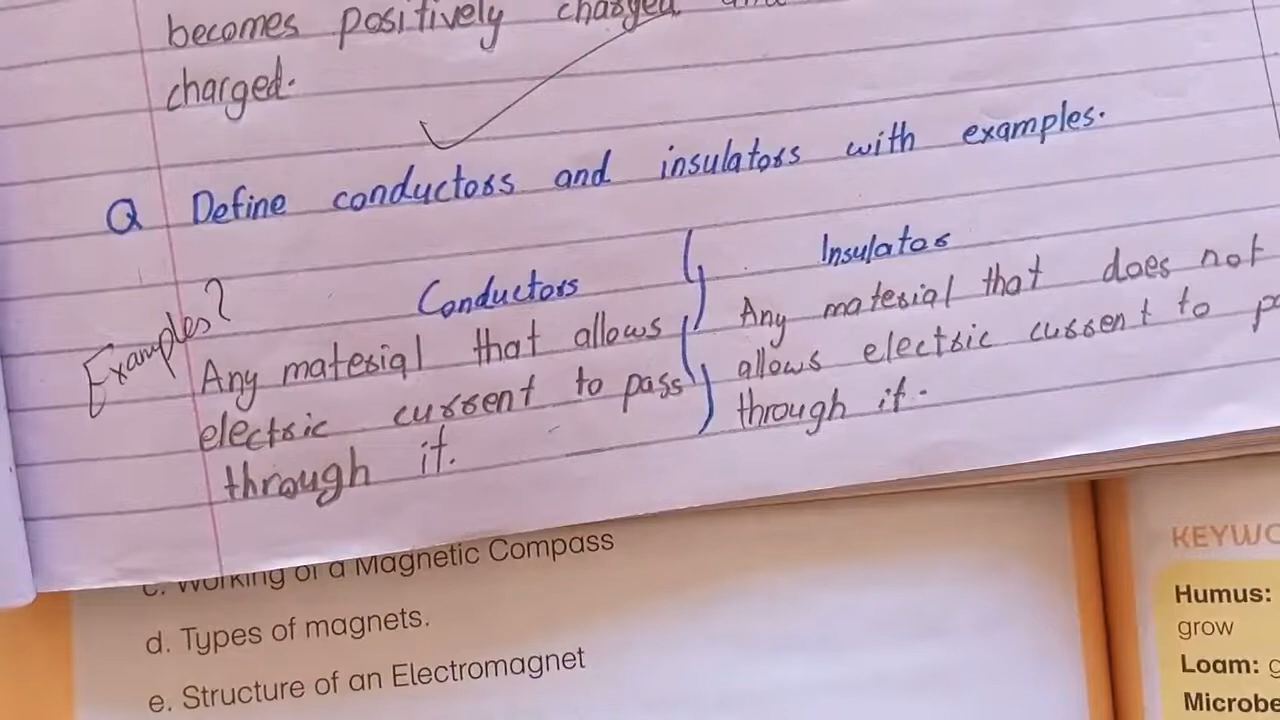 becomes positively charged and
charged.
Q Define conductors and insulators with examples.
Examples?
Conductors
Any material that allows
electric current to pass
through it.
Insulator
Any material that does not
allows electric current to
through it.
c. Working of a Magnetic Compass
d. Types of magnets.
e. Structure of an Electromagnet
Humus:
grow
Loam: